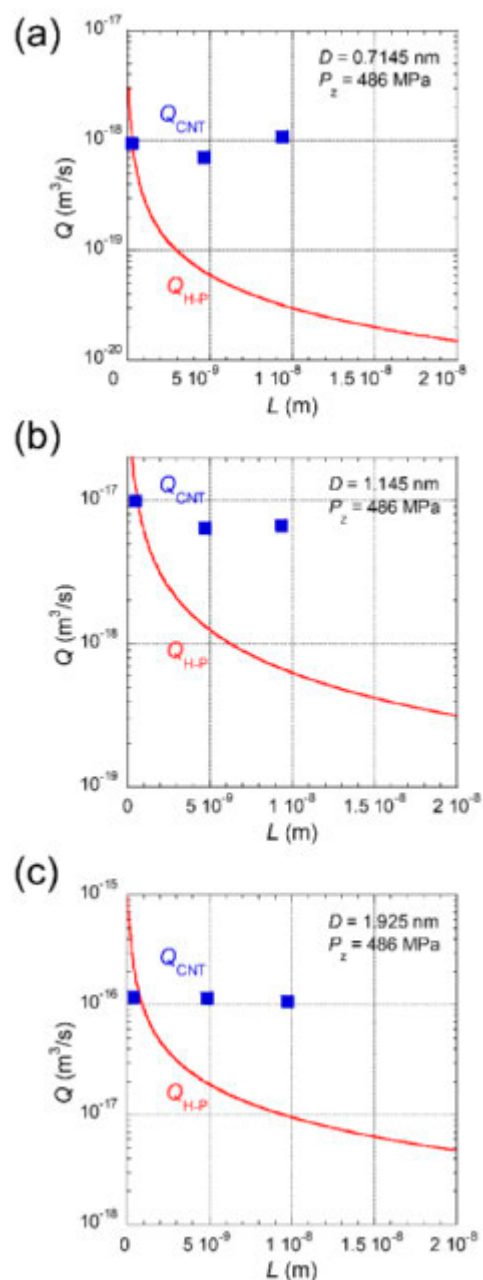 (a)
10⁻¹⁷
D = 0.7145 nm
P_z = 486 MPa
Q_CNT
10⁻¹⁸
Q (m³/s)
10⁻¹⁹
Q_H-P
10⁻²⁰
0 5 10⁻⁹ 1 10⁻⁸ 1.5 10⁻⁸ 2 10⁻⁸
L (m)
(b)
D = 1.145 nm
P_z = 486 MPa
10⁻¹⁷
Q_CNT
Q (m³/s)
10⁻¹⁸
Q_H-P
10⁻¹⁹
0 5 10⁻⁹ 1 10⁻⁸ 1.5 10⁻⁸ 2 10⁻⁸
L (m)
(c)
10⁻¹⁵
D = 1.925 nm
P_z = 486 MPa
Q_CNT
10⁻¹⁶
Q (m³/s)
Q_H-P
10⁻¹⁷
10⁻¹⁸
0 5 10⁻⁹ 1 10⁻⁸ 1.5 10⁻⁸ 2 10⁻⁸
L (m)